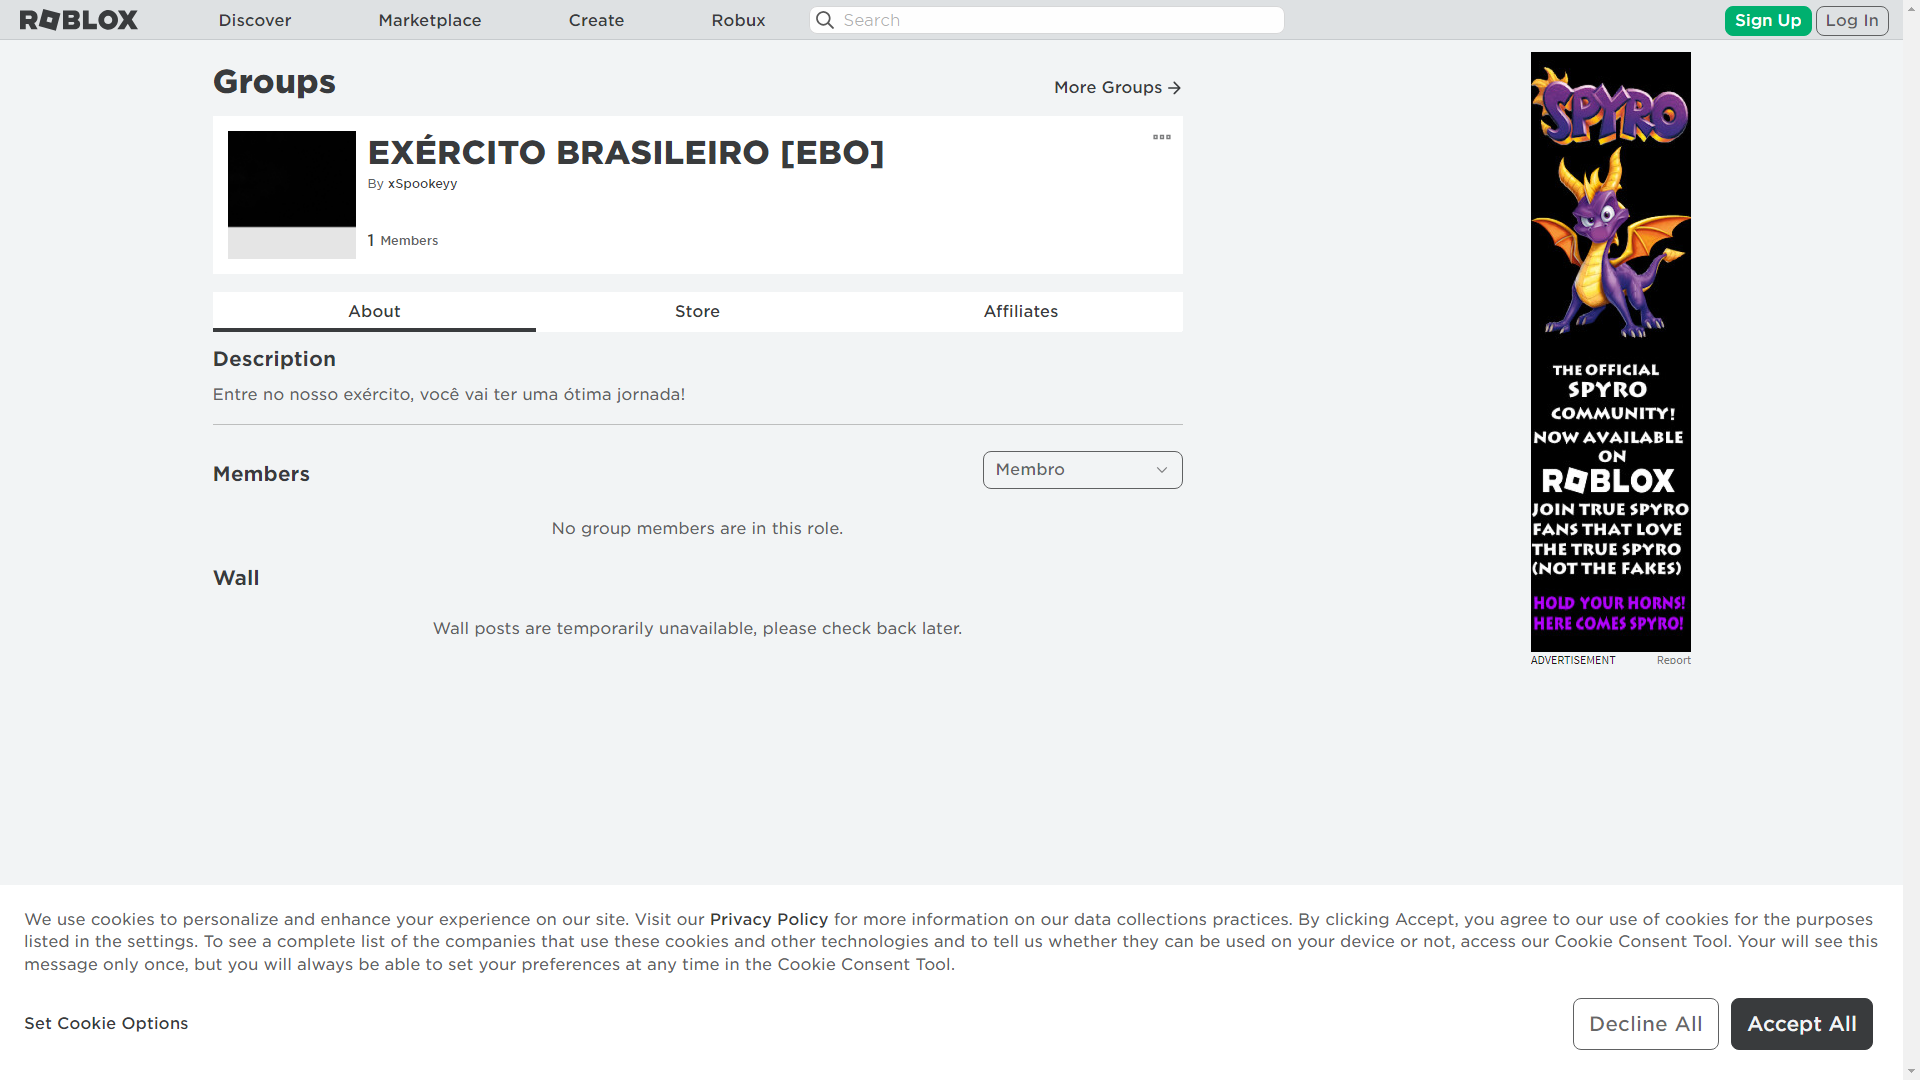 ROBLOX
Discover
Marketplace
Create
Robux
Search
Sign Up
Log In
Groups
More Groups
EXÉRCITO BRASILEIRO [EBO]
By xSpookeyy
1 Members
About
Store
Affiliates
Description
Entre no nosso exército, você vai ter uma ótima jornada!
Members
Membro
No group members are in this role.
Wall
Wall posts are temporarily unavailable, please check back later.
SPYRO
THE OFFICIAL
SPYRO
COMMUNITY!
NOW AVAILABLE
ON
ROBLOX
JOIN TRUE SPYRO
FANS THAT LOVE
THE TRUE SPYRO
(NOT THE FAKES)
HOLD YOUR HORNS!
HERE COMES SPYRO!
ADVERTISEMENT
Report
We use cookies to personalize and enhance your experience on our site. Visit our Privacy Policy for more information on our data collections practices. By clicking Accept, you agree to our use of cookies for the purposes
listed in the settings. To see a complete list of the companies that use these cookies and other technologies and to tell us whether they can be used on your device or not, access our Cookie Consent Tool. Your will see this
message only once, but you will always be able to set your preferences at any time in the Cookie Consent Tool.
Set Cookie Options
Decline All
Accept All